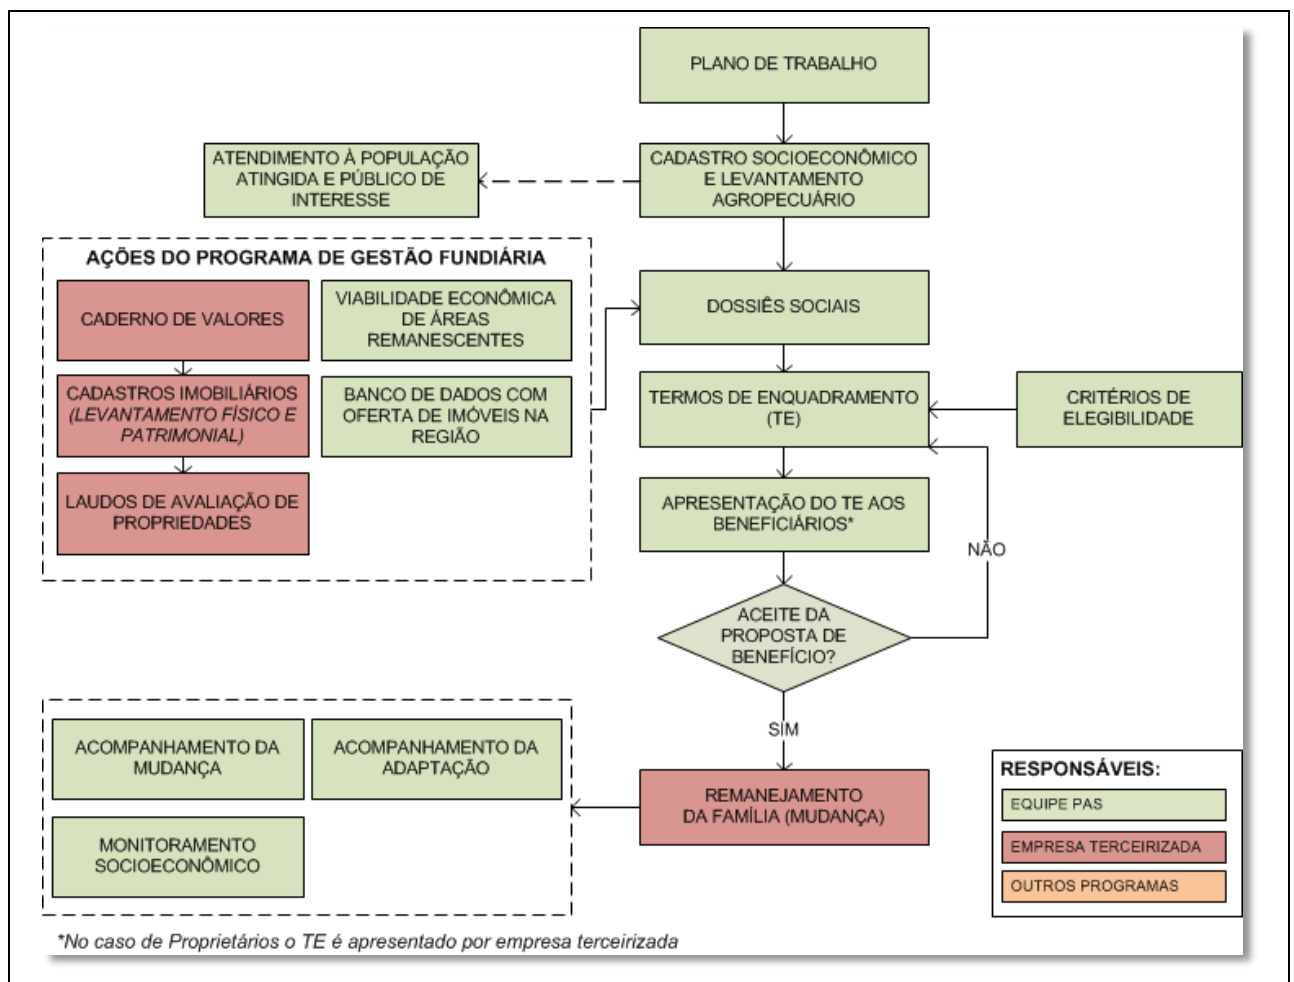 PLANO DE TRABALHO
ATENDIMENTO À POPULAÇÃO
ATINGIDA E PÚBLICO DE
INTERESSE
CADASTRO SOCIOECONÔMICO
E LEVANTAMENTO
AGROPECUÁRIO
AÇÕES DO PROGRAMA DE GESTÃO FUNDIÁRIA
CADERNO DE VALORES
VIABILIDADE ECONÔMICA
DE ÁREAS
REMANESCENTES
DOSSIÊS SOCIAIS
CADASTROS IMOBILIÁRIOS
(LEVANTAMENTO FÍSICO E
PATRIMONIAL)
BANCO DE DADOS COM
OFERTA DE IMÓVEIS NA
REGIÃO
TERMOS DE ENQUADRAMENTO
(TE)
CRITÉRIOS DE
ELEGIBILIDADE
LAUDOS DE AVALIAÇÃO DE
PROPRIEDADES
APRESENTAÇÃO DO TE AOS
BENEFICIÁRIOS*
NÃO
ACEITE DA
PROPOSTA DE
BENEFÍCIO?
SIM
ACOMPANHAMENTO DA
MUDANÇA
ACOMPANHAMENTO DA
ADAPTAÇÃO
REMANEJAMENTO
DA FAMÍLIA (MUDANÇA)
MONITORAMENTO
SOCIOECONÔMICO
RESPONSÁVEIS:
EQUIPE PAS
EMPRESA TERCEIRIZADA
OUTROS PROGRAMAS
*No caso de Proprietários o TE é apresentado por empresa terceirizada